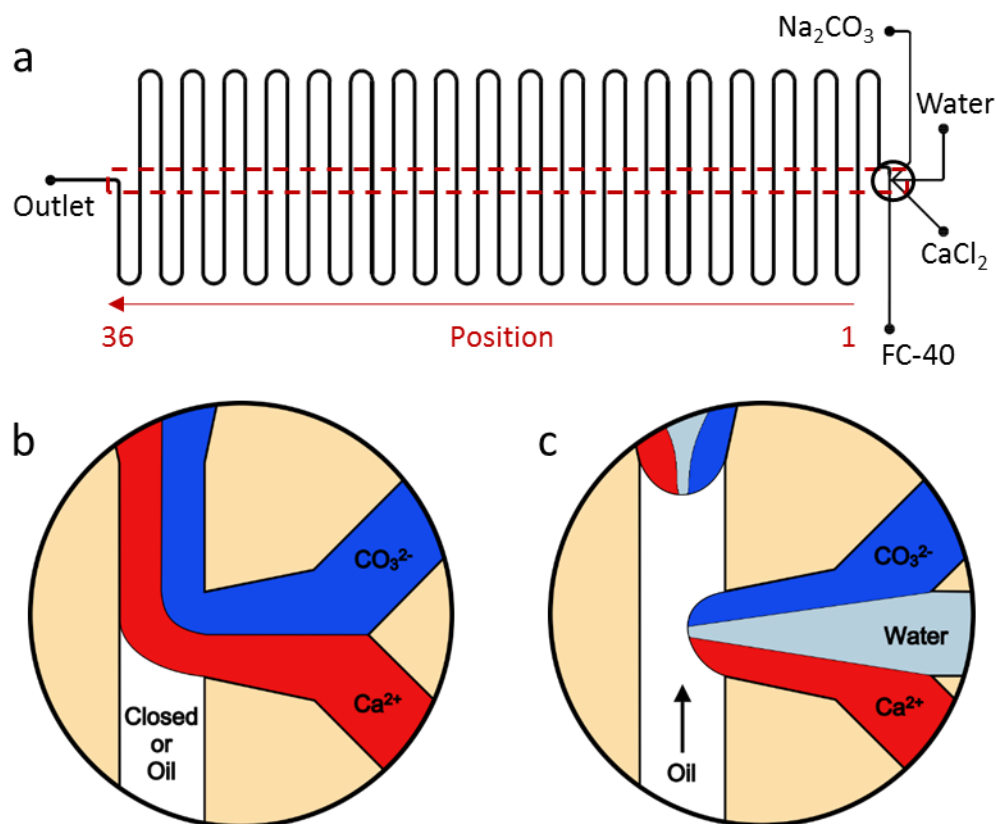 a
Na₂CO₃
Water
Outlet
CaCl₂
36
Position
1
FC-40
b
CO₃²⁻
Ca²⁺
Closed
or
Oil
c
CO₃²⁻
Water
Ca²⁺
Oil